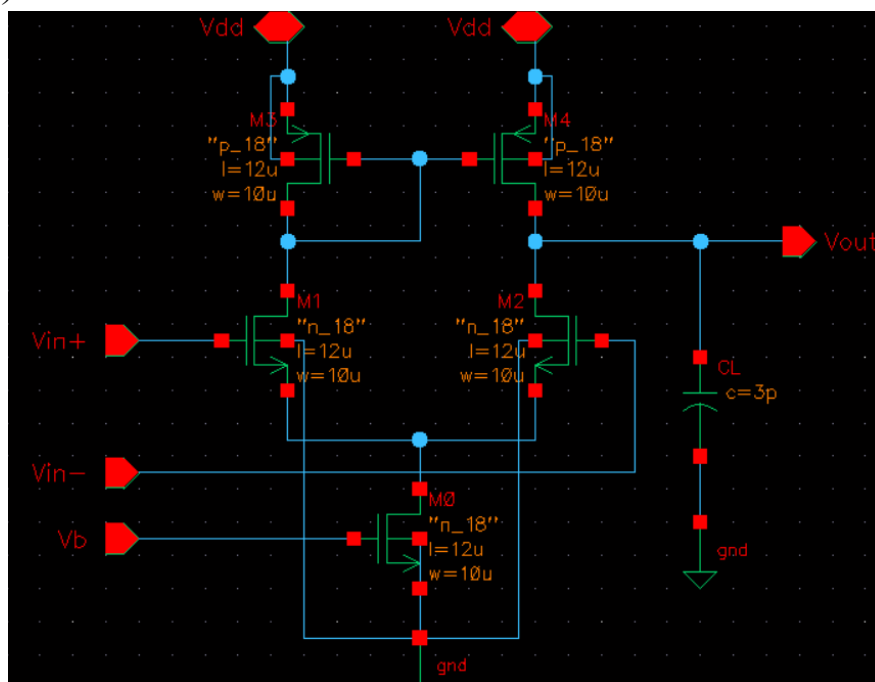 )
Vdd
Vdd
M3
"p_18"
l=12u
w=10u
M4
"p_18"
l=12u
w=10u
Vout
M1
"n_18"
l=12u
w=10u
M2
"n_18"
l=12u
w=10u
Vin+
CL
c=3p
Vin-
M0
"n_18"
l=12u
w=10u
Vb
gnd
gnd